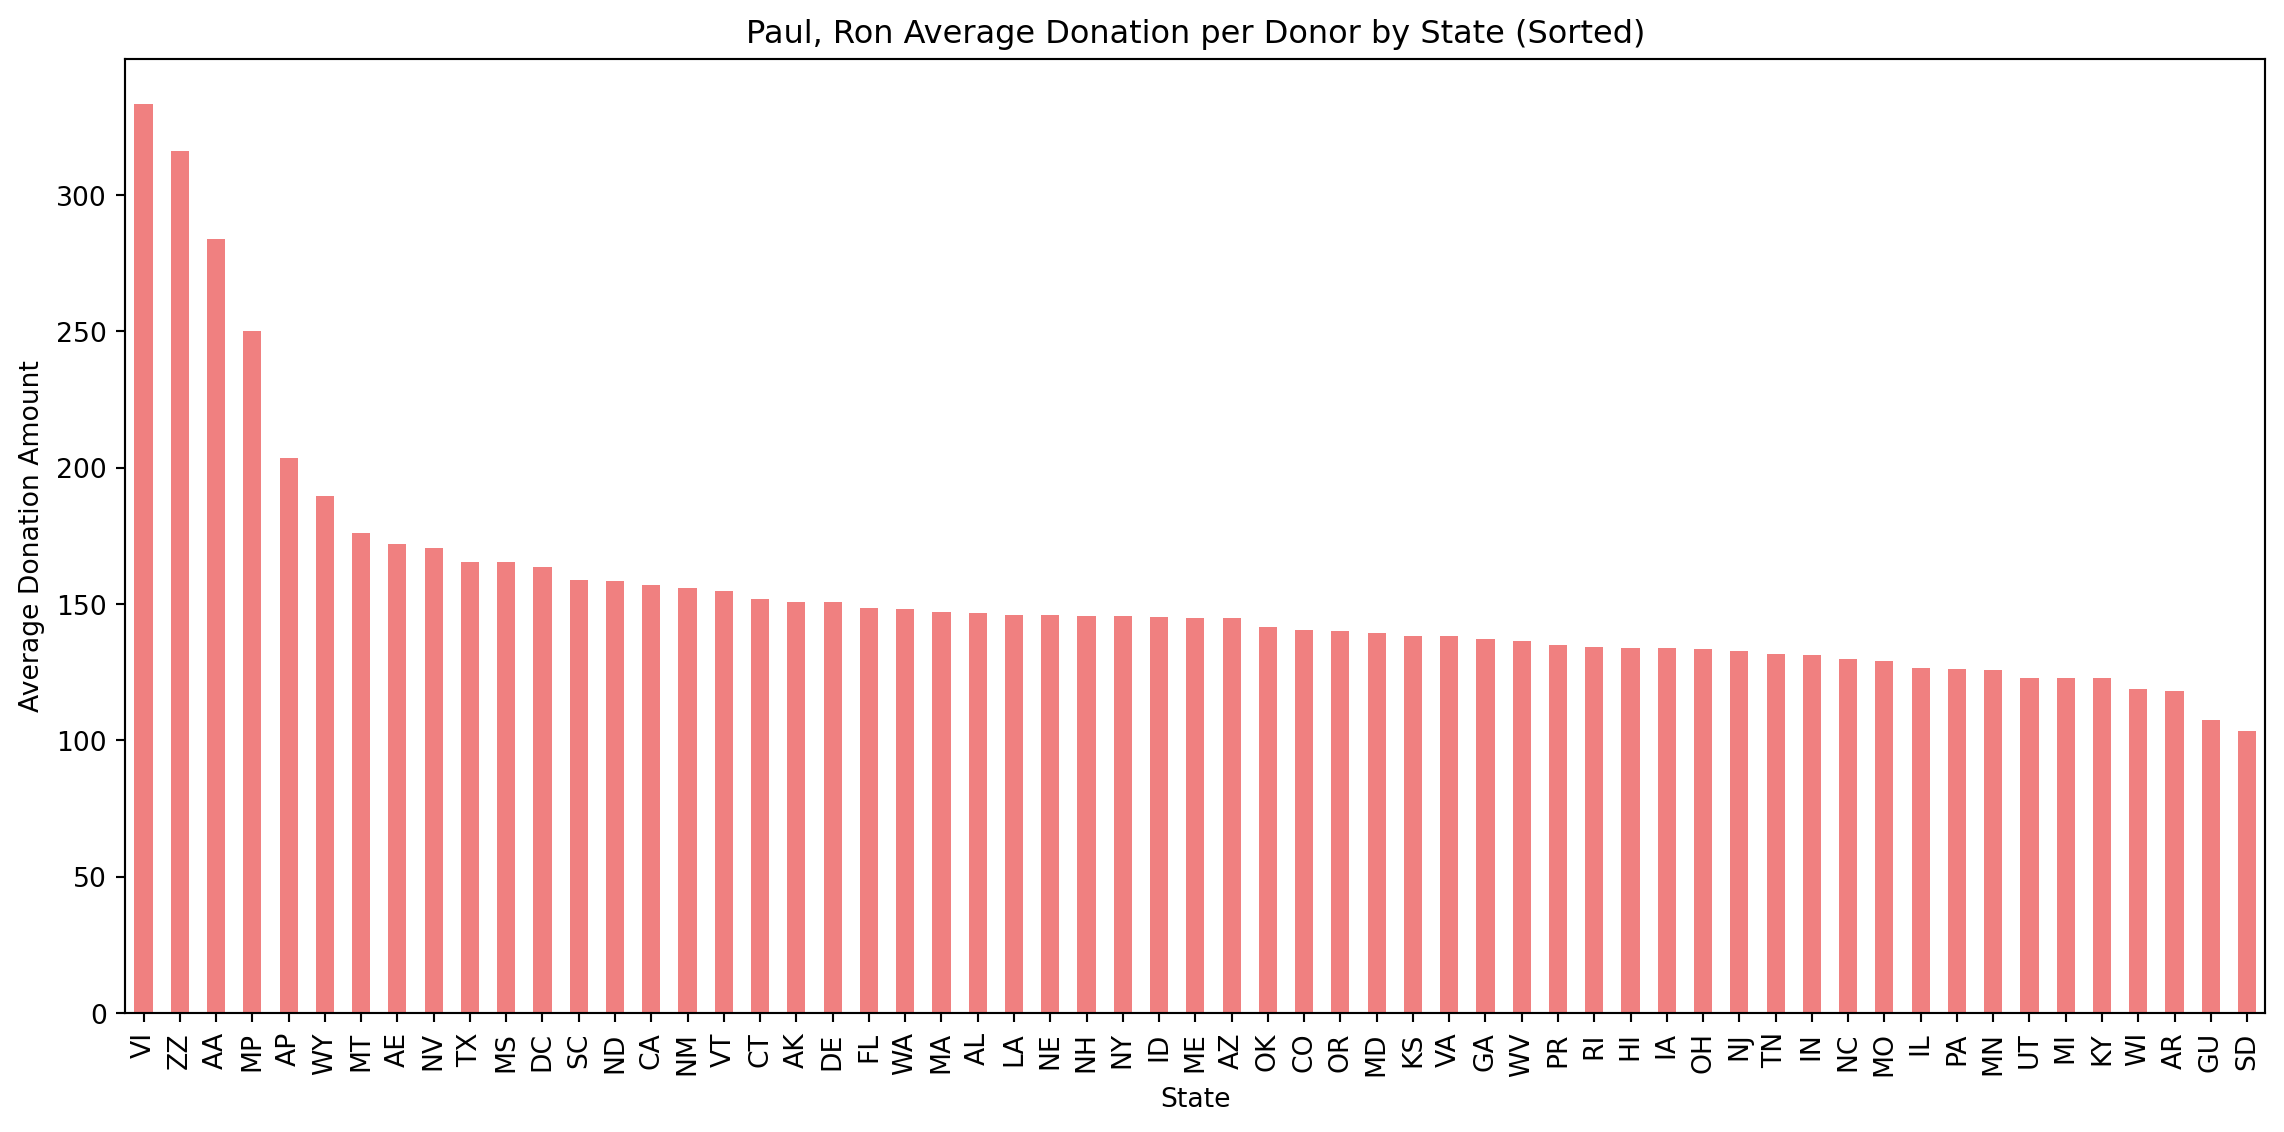 Paul, Ron Average Donation per Donor by State (Sorted)
Average Donation Amount
300
250
200
150
100
50
0
VI ZZ AA MP AP WY MT AE NV TX MS DC SC ND CA NM VT CT AK DE FL WA MA AL LA NE NH NY ID ME AZ OK CO OR MD KS VA GA WV PR RI HI IA OH NJ TN IN NC MO IL PA MN UT MI KY WI AR GU SD
State